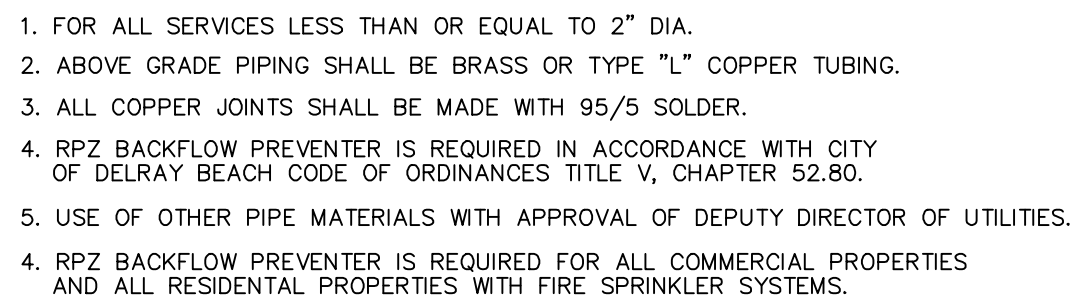 1. FOR ALL SERVICES LESS THAN OR EQUAL TO 2" DIA.
2. ABOVE GRADE PIPING SHALL BE BRASS OR TYPE "L" COPPER TUBING.
3. ALL COPPER JOINTS SHALL BE MADE WITH 95/5 SOLDER.
4. RPZ BACKFLOW PREVENTER IS REQUIRED IN ACCORDANCE WITH CITY
OF DELRAY BEACH CODE OF ORDINANCES TITLE V, CHAPTER 52.80.
5. USE OF OTHER PIPE MATERIALS WITH APPROVAL OF DEPUTY DIRECTOR OF UTILITIES.
4. RPZ BACKFLOW PREVENTER IS REQUIRED FOR ALL COMMERCIAL PROPERTIES
AND ALL RESIDENTAL PROPERTIES WITH FIRE SPRINKLER SYSTEMS.